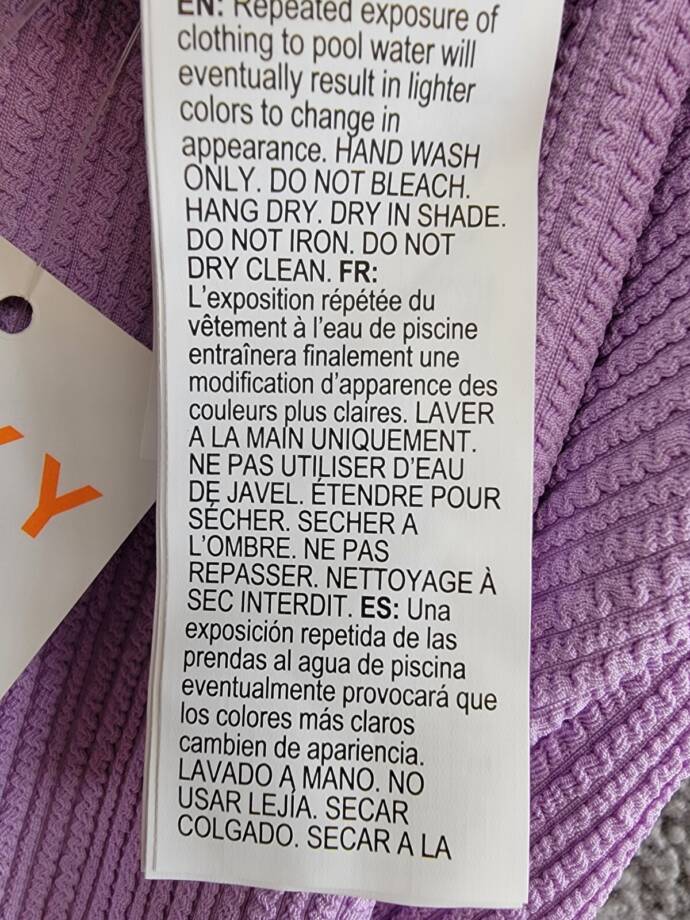 EN: Repeated exposure of
clothing to pool water will
eventually result in lighter
colors to change in
appearance. HAND WASH
ONLY. DO NOT BLEACH.
HANG DRY. DRY IN SHADE.
DO NOT IRON. DO NOT
DRY CLEAN. FR:
L'exposition répétée du
vêtement à l'eau de piscine
entraînera finalement une
modification d'apparence des
couleurs plus claires. LAVER
A LA MAIN UNIQUEMENT.
NE PAS UTILISER D'EAU
DE JAVEL. ÉTENDRE POUR
SÉCHER. SECHER A
L'OMBRE. NE PAS
REPASSER. NETTOYAGE À
SEC INTERDIT. ES: Una
exposición repetida de las
prendas al agua de piscina
eventualmente provocará que
los colores más claros
cambien de apariencia.
LAVADO A MANO. NO
USAR LEJÍA. SECAR
COLGADO. SECAR A LA
Y